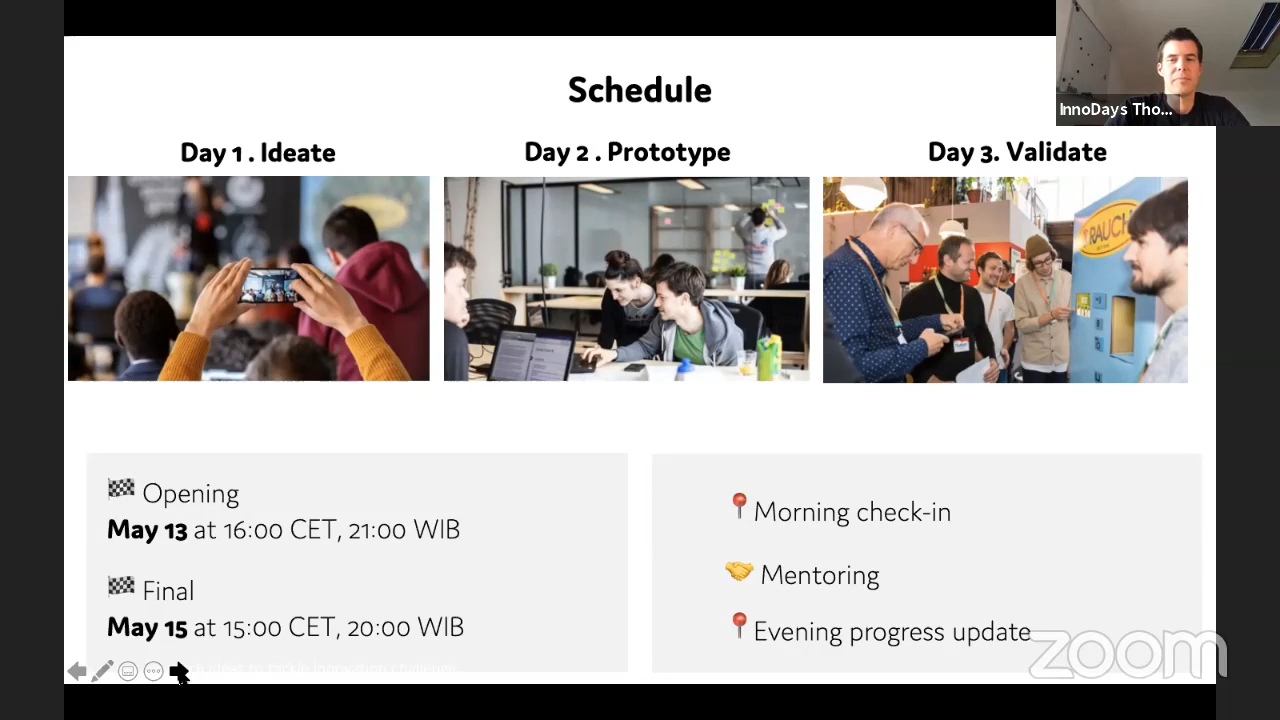 Schedule
InnoDays Tho...
Day 1 . Ideate
Day 2 . Prototype
Day 3. Validate
RAUCH
Opening
May 13 at 16:00 CET, 21:00 WIB
Final
May 15 at 15:00 CET, 20:00 WIB
Morning check-in
Mentoring
Evening progress update
zoom